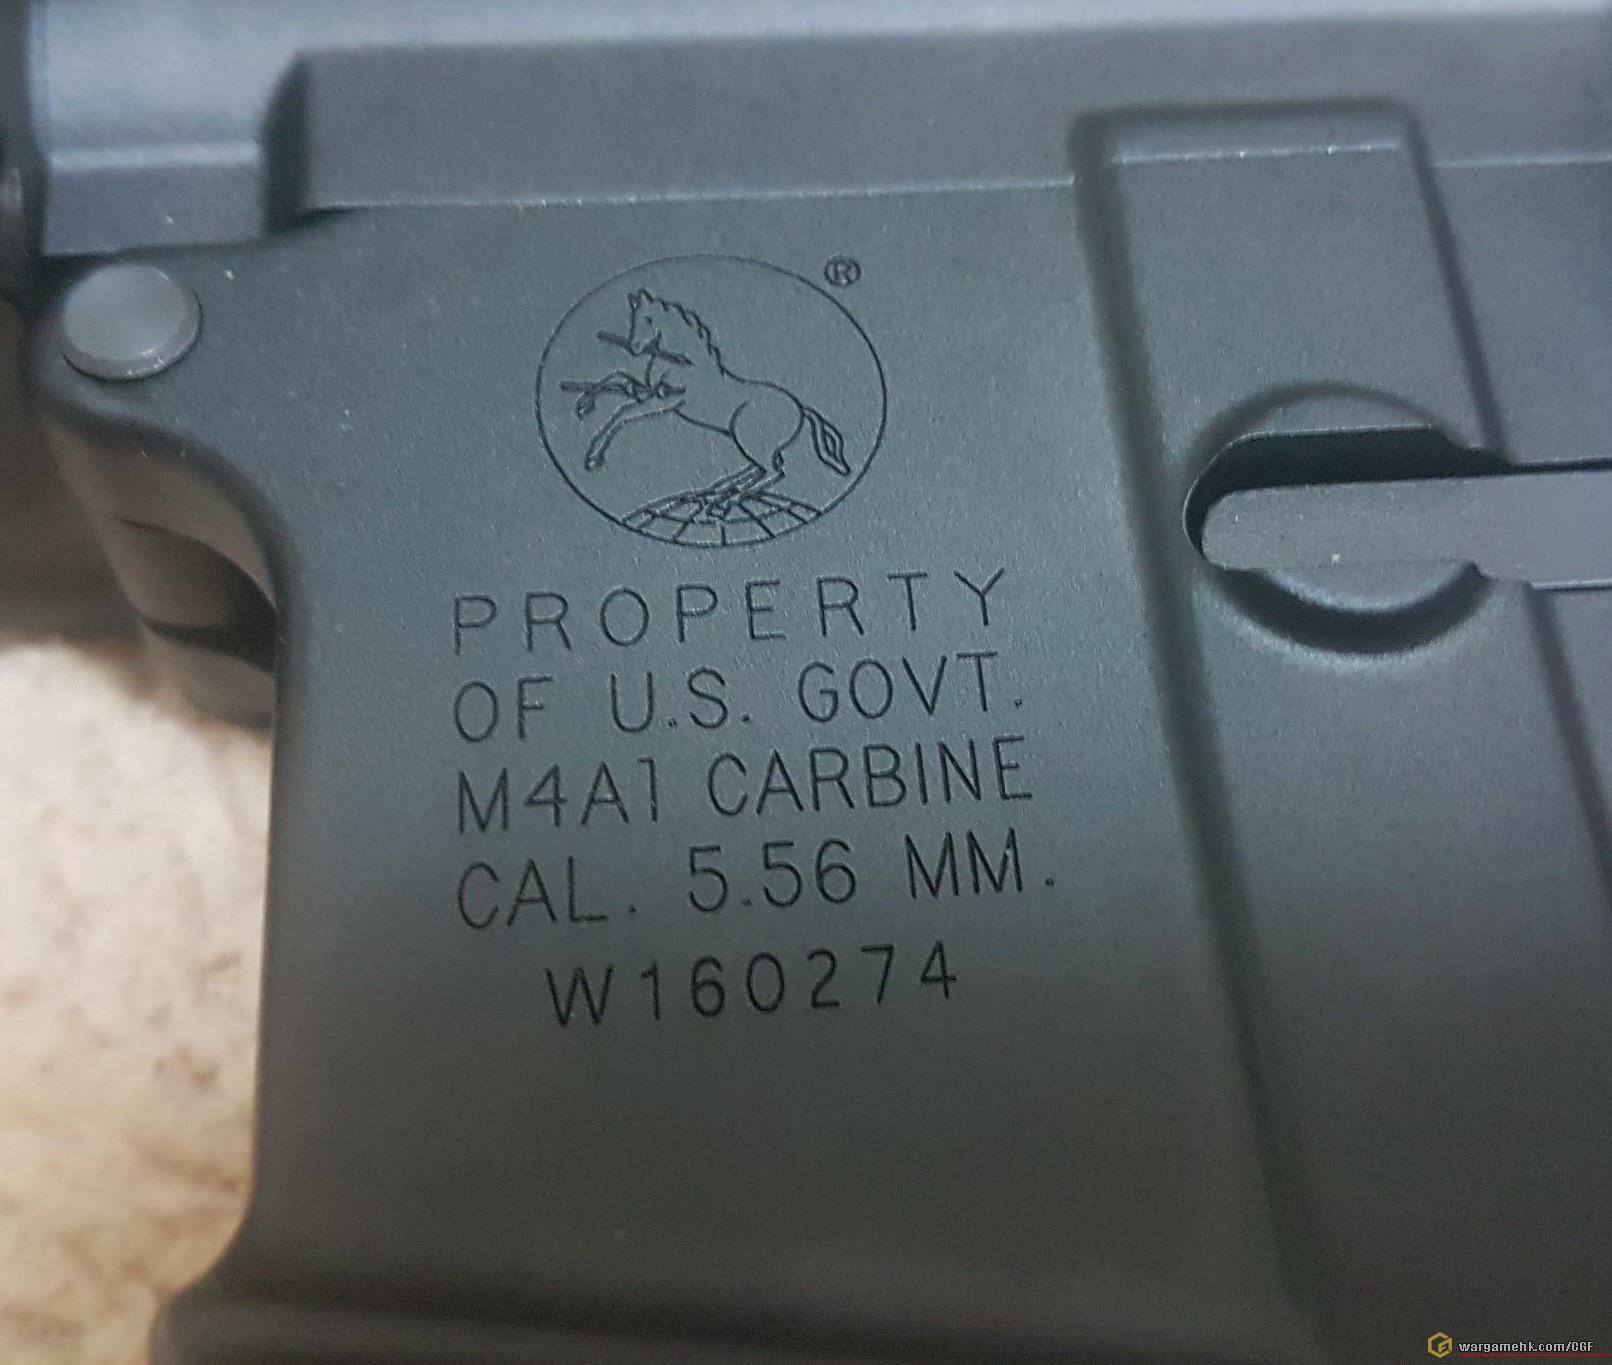 ®
PROPERTY
OF U.S. GOVT.
M4A1 CARBINE
CAL. 5.56 MM.
W160274
wargamehk.com/CGF